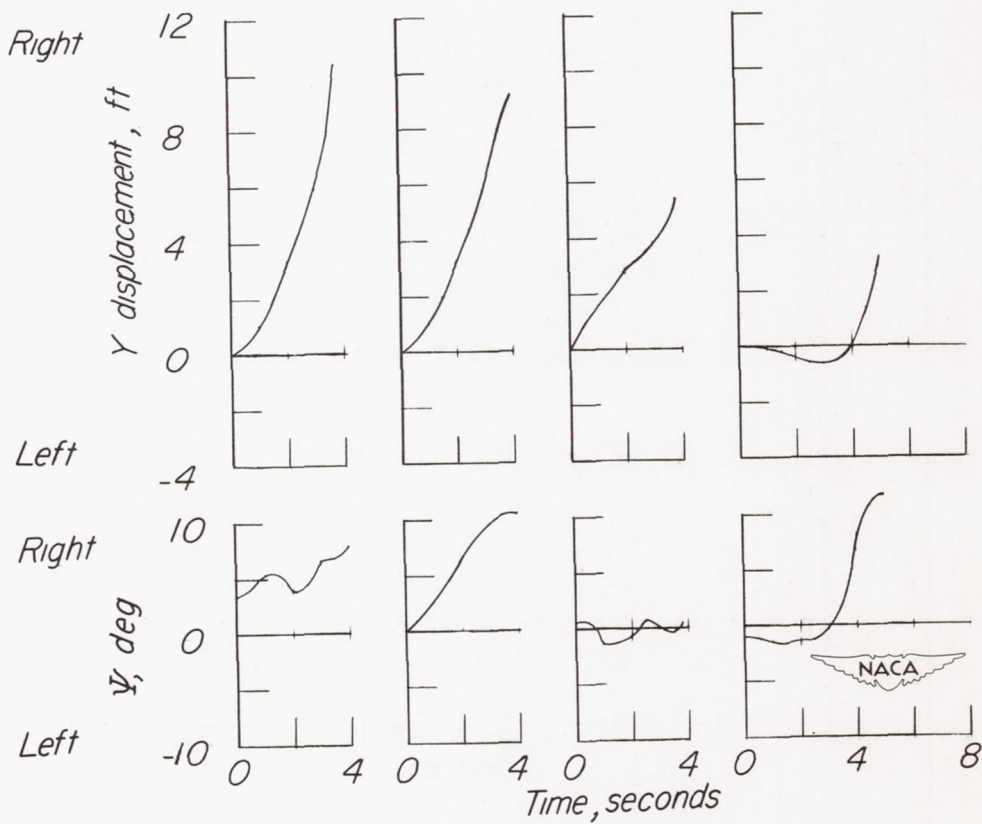 Right
12
8
4
0
-4
Y displacement, ft
Left
Right
10
0
-10
Ψ, deg
Left
NACA
0 4 0 4 0 4 0 4 8
Time, seconds